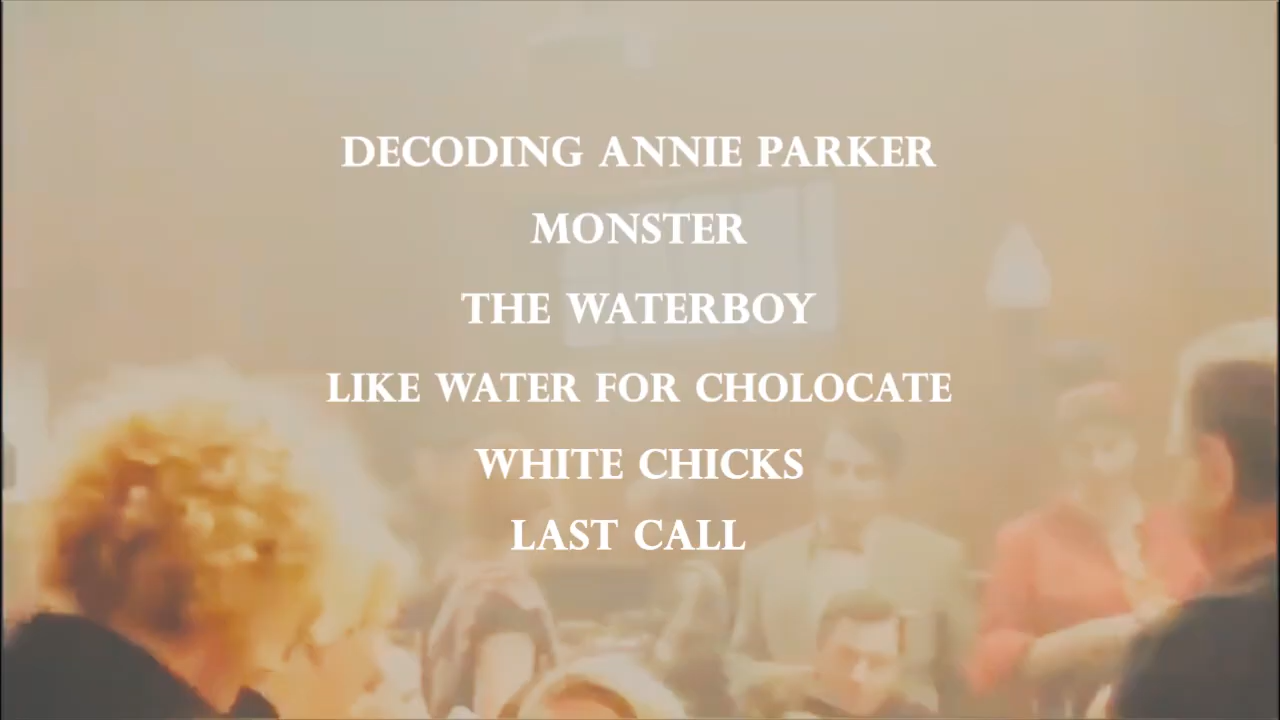 DECODING ANNIE PARKER
MONSTER
THE WATERBOY
LIKE WATER FOR CHOLOCATE
WHITE CHICKS
LAST CALL